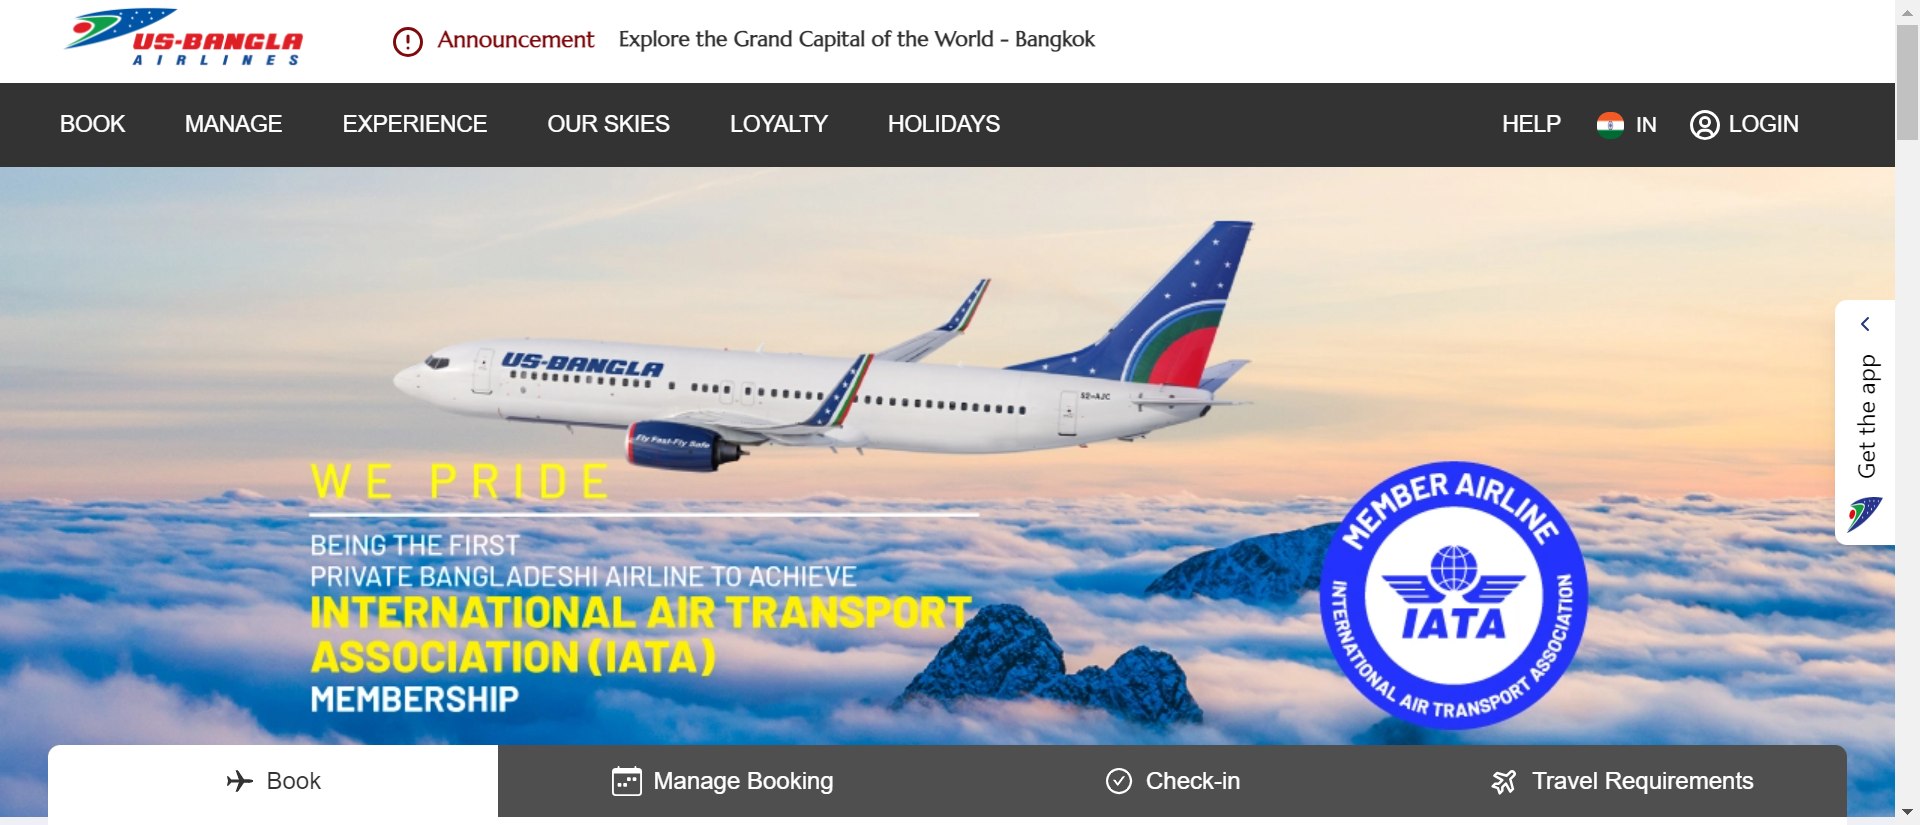 US-BANGLA
AIRLINES
Announcement
Explore the Grand Capital of the World - Bangkok
BOOK
MANAGE
EXPERIENCE
OUR SKIES
LOYALTY
HOLIDAYS
HELP
IN
LOGIN
US-BANGLA
S2-AJC
Fly Fast-Fly Safe
WE PRIDE
BEING THE FIRST
PRIVATE BANGLADESHI AIRLINE TO ACHIEVE
INTERNATIONAL AIR TRANSPORT
ASSOCIATION (IATA)
MEMBERSHIP
MEMBER AIRLINE
IATA
INTERNATIONAL AIR TRANSPORT ASSOCIATION
Get the app
Book
Manage Booking
Check-in
Travel Requirements